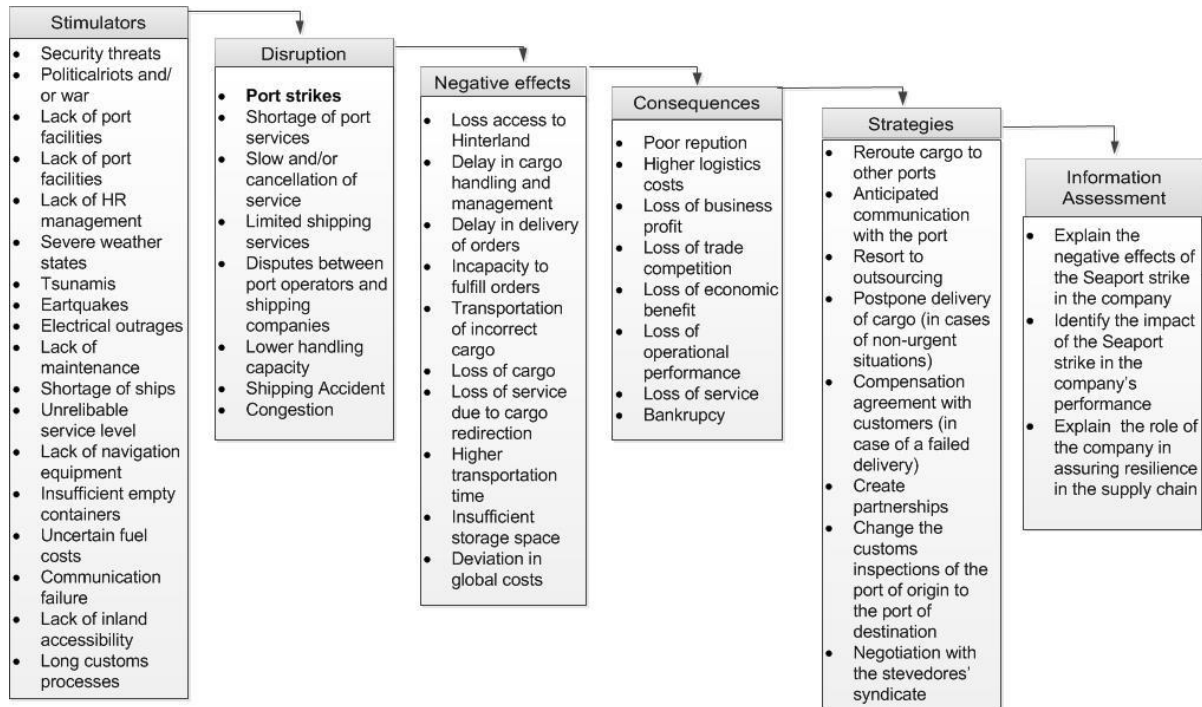 Stimulators
Security threats
Politicalriots and/
or war
Lack of port
facilities
Lack of port
facilities
Lack of HR
management
Severe weather
states
Tsunamis
Eartquakes
Electrical outrages
Lack of
maintenance
Shortage of ships
Unrelibable
service level
Lack of navigation
equipment
Insufficient empty
containers
Uncertain fuel
costs
Communication
failure
Lack of inland
accessibility
Long customs
processes
Disruption
Port strikes
Shortage of port
services
Slow and/or
cancellation of
service
Limited shipping
services
Disputes between
port operators and
shipping
companies
Lower handling
capacity
Shipping Accident
Congestion
Negative effects
Loss access to
Hinterland
Delay in cargo
handling and
management
Delay in delivery
of orders
Incapacity to
fulfill orders
Transportation
of incorrect
cargo
Loss of cargo
Loss of service
due to cargo
redirection
Higher
transportation
time
Insufficient
storage space
Deviation in
global costs
Consequences
Poor repution
Higher logistics
costs
Loss of business
profit
Loss of trade
competition
Loss of economic
benefit
Loss of
operational
performance
Loss of service
Bankrupcy
Strategies
Reroute cargo to
other ports
Anticipated
communication
with the port
Resort to
outsourcing
Postpone delivery
of cargo (in cases
of non-urgent
situations)
Compensation
agreement with
customers (in
case of a failed
delivery)
Create
partnerships
Change the
customs
inspections of the
port of origin to
the port of
destination
Negotiation with
the stevedores'
syndicate
Information
Assessment
Explain the
negative effects of
the Seaport strike
in the company
Identify the impact
of the Seaport
strike in the
company's
performance
Explain the role of
the company in
assuring resilience
in the supply chain